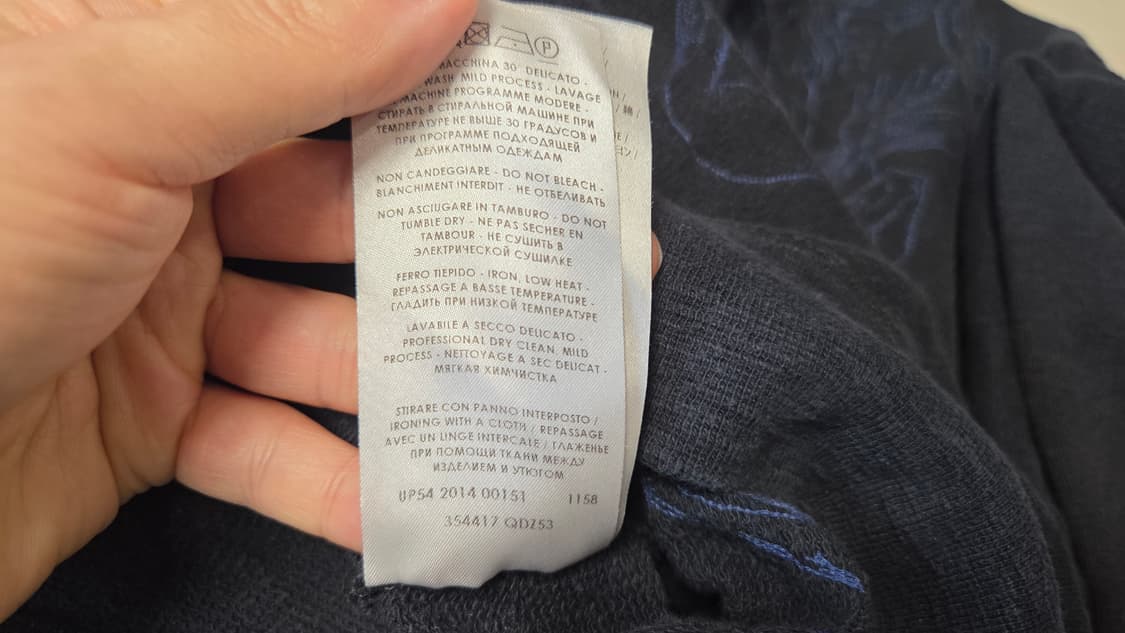 P
MACCHINA 30° DELICATO -
WASH, MILD PROCESS - LAVAGE
MACHINE PROGRAMME MODERE -
СТИРАТЬ В СТИРАЛЬНОЙ МАШИНЕ ПРИ
ТЕМПЕРАТУРЕ НЕ ВЫШЕ 30 ГРАДУСОВ И
ПРИ ПРОГРАММЕ ПОДХОДЯЩЕЙ
ДЕЛИКАТНЫМ ОДЕЖДАМ
NON CANDEGGIARE - DO NOT BLEACH -
BLANCHIMENT INTERDIT - НЕ ОТБЕЛИВАТЬ
NON ASCIUGARE IN TAMBURO - DO NOT
TUMBLE DRY - NE PAS SECHER EN
TAMBOUR - НЕ СУШИТЬ В
ЭЛЕКТРИЧЕСКОЙ СУШИЛКЕ
FERRO TIEPIDO - IRON, LOW HEAT -
REPASSAGE A BASSE TEMPERATURE -
ГЛАДИТЬ ПРИ НИЗКОЙ ТЕМПЕРАТУРЕ
LAVABILE A SECCO DELICATO -
PROFESSIONAL DRY CLEAN, MILD
PROCESS - NETTOYAGE A SEC DELICAT -
МЯГКАЯ ХИМЧИСТКА
STIRARE CON PANNO INTERPOSTO /
IRONING WITH A CLOTH / REPASSAGE
AVEC UN LINGE INTERCALE / ГЛАЖЕНЬЕ
ПРИ ПОМОЩИ ТКАНИ МЕЖДУ
ИЗДЕЛИЕМ И УТЮГОМ
UP54 2014 00151 1158
354417 QDZ53